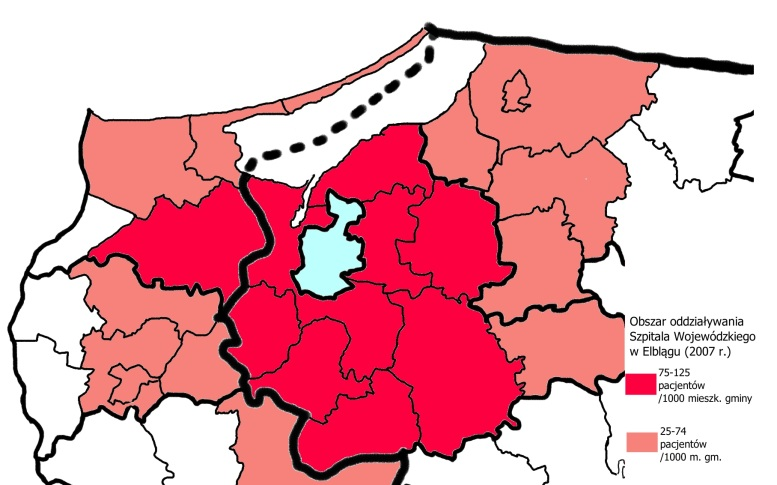 Obszar oddziaływania
Szpitala Wojewódzkiego
w Elblągu (2007 r.)
75-125
pacjentów
/1000 mieszk. gminy
25-74
pacjentów
/1000 m. gm.